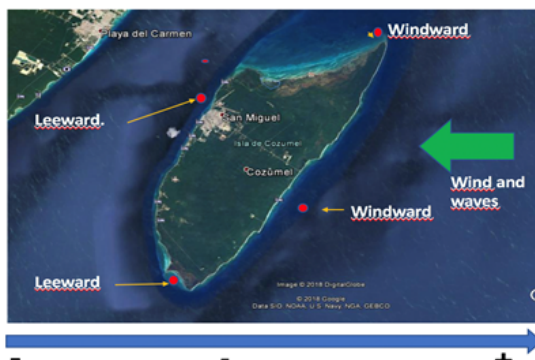 Playa del Carmen
Windward
Leeward.
San Miguel
Isla de Cozumel
Cozumel
Wind and
waves
Windward
Leeward
Image © 2018 DigitalGlobe
© 2018 Google
Data SIO, NOAA, U.S. Navy, NGA, GEBCO